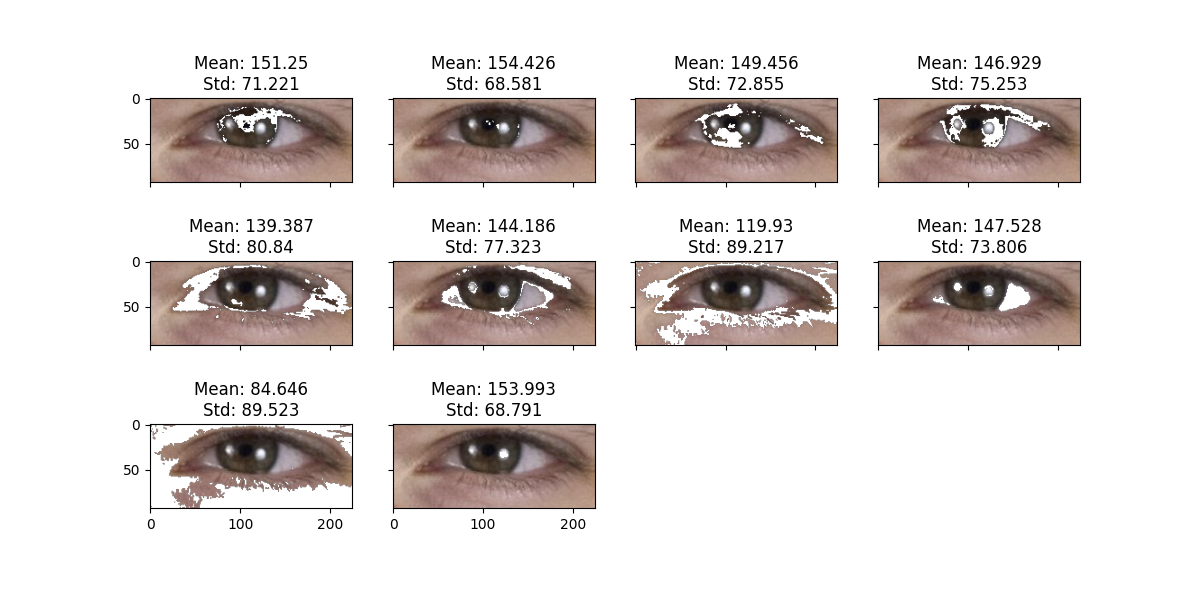 Mean: 151.25
Std: 71.221
Mean: 154.426
Std: 68.581
Mean: 149.456
Std: 72.855
Mean: 146.929
Std: 75.253
0
50
Mean: 139.387
Std: 80.84
Mean: 144.186
Std: 77.323
Mean: 119.93
Std: 89.217
Mean: 147.528
Std: 73.806
0
50
Mean: 84.646
Std: 89.523
Mean: 153.993
Std: 68.791
0
50
0 100 200
0 100 200